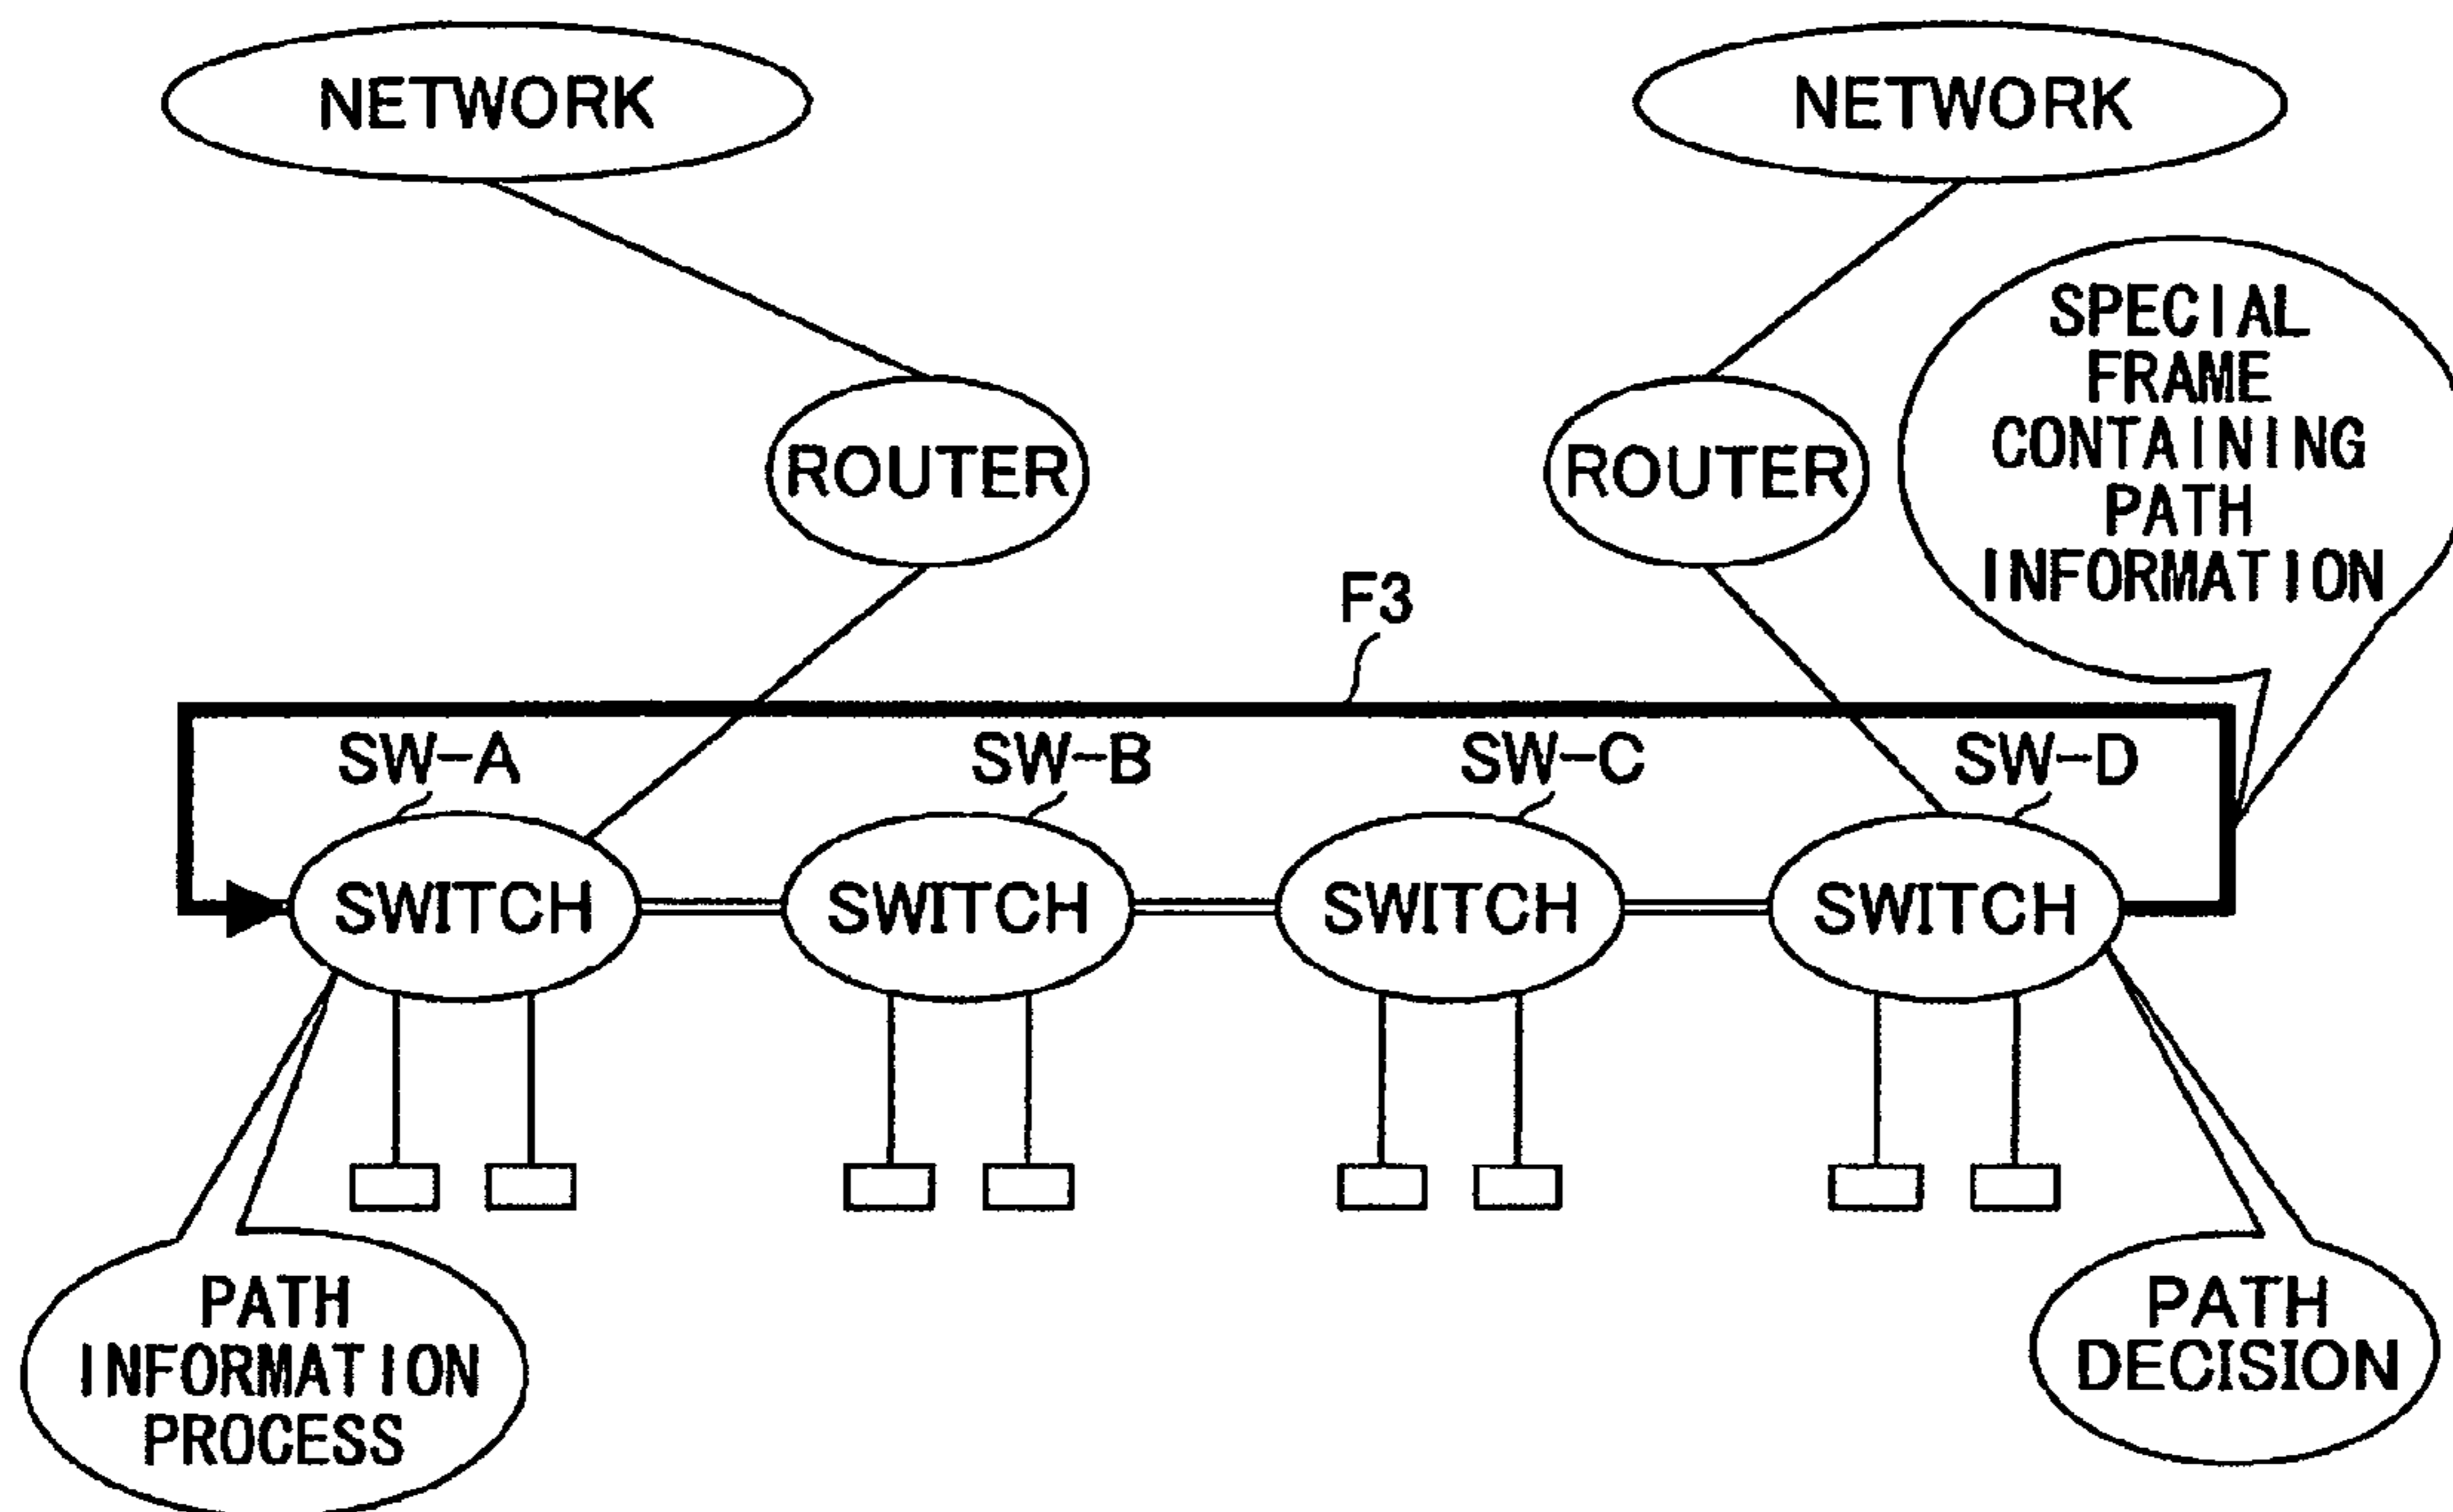 NETWORK
NETWORK
SPECIAL
FRAME
CONTAINING
PATH
INFORMATION
ROUTER
ROUTER
F3
SW-A
SW-B
SW-C
SW-D
SWITCH
SWITCH
SWITCH
SWITCH
PATH
INFORMATION
PROCESS
PATH
DECISION